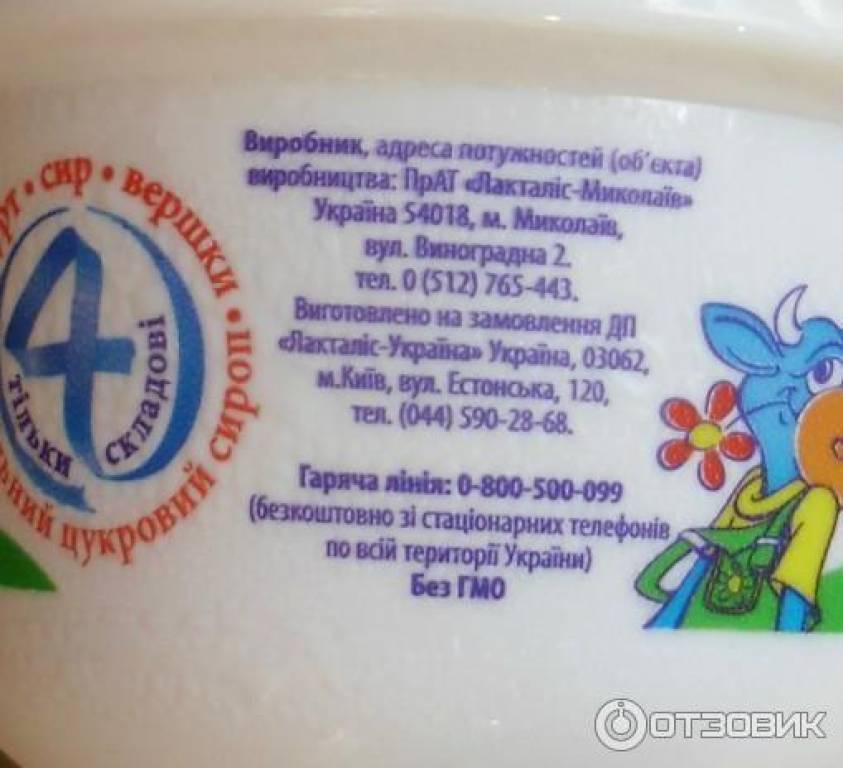 сир • вершки •
цукровий сироп •
4
тільки
складові
Виробник, адреса потужностей (об'єкта)
виробництва: ПрАТ «Лакталіс-Миколаїв»
Україна 54018, м. Миколаїв,
вул. Виноградна 2.
тел. 0 (512) 765-443.
Виготовлено на замовлення ДП
«Лакталіс-Україна» Україна, 03062,
м.Київ, вул. Естонська, 120,
тел. (044) 590-28-68.
Гаряча лінія: 0-800-500-099
(безкоштовно зі стаціонарних телефонів
по всій території України)
Без ГМО
ОТЗОВИК